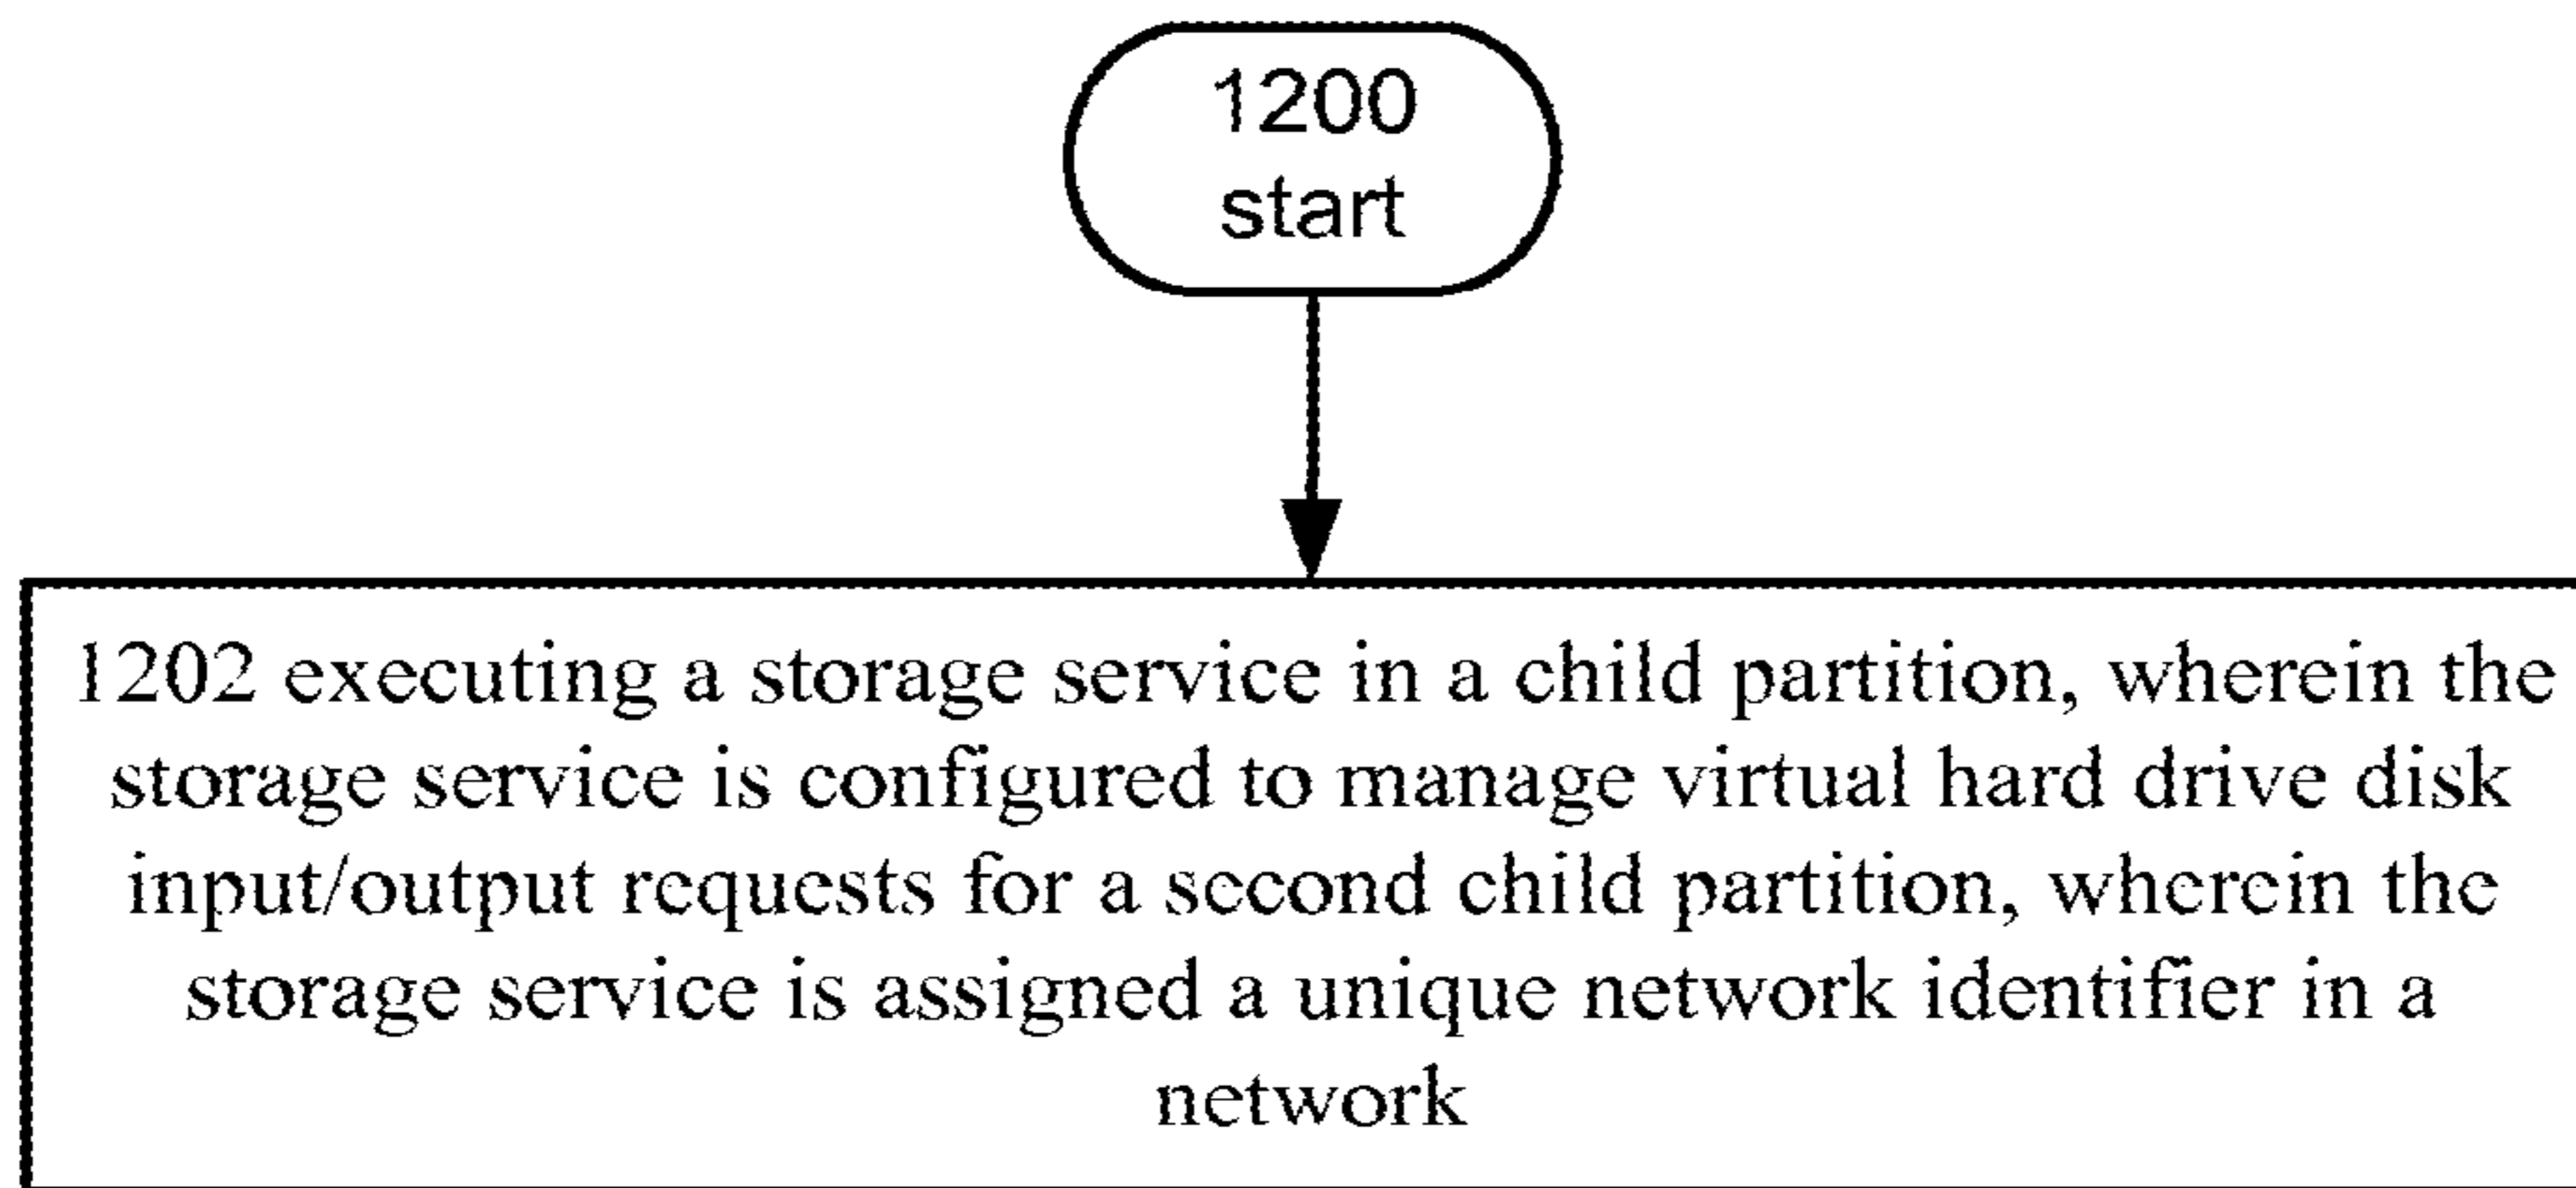 1200
start
1202 executing a storage service in a child partition, wherein the
storage service is configured to manage virtual hard drive disk
input/output requests for a second child partition, wherein the
storage service is assigned a unique network identifier in a
network